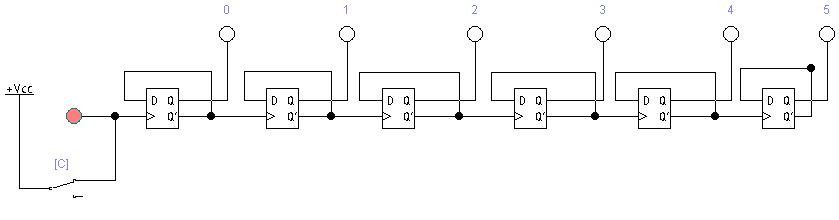 0 1 2 3 4 5
+Vcc
D Q D Q D Q D Q D Q D Q
Q' Q' Q' Q' Q' Q'
[C]